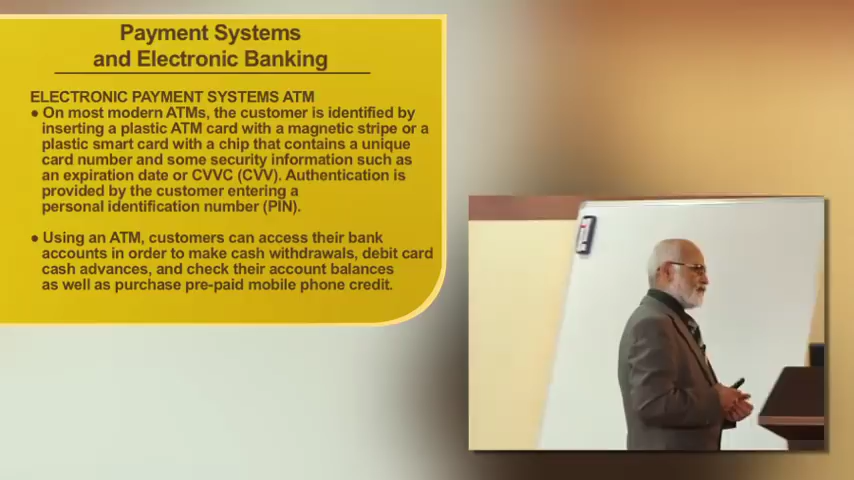 Payment Systems
and Electronic Banking
ELECTRONIC PAYMENT SYSTEMS ATM
● On most modern ATMs, the customer is identified by
inserting a plastic ATM card with a magnetic stripe or a
plastic smart card with a chip that contains a unique
card number and some security information such as
an expiration date or CVVC (CVV). Authentication is
provided by the customer entering a
personal identification number (PIN).
● Using an ATM, customers can access their bank
accounts in order to make cash withdrawals, debit card
cash advances, and check their account balances
as well as purchase pre-paid mobile phone credit.